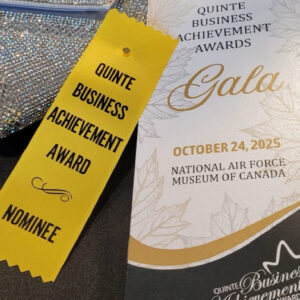 QUINTE
BUSINESS
ACHIEVEMENT
AWARD
NOMINEE
QUINTE
BUSINESS
ACHIEVEMENT
AWARDS
Gala
OCTOBER 24, 2025
NATIONAL AIR FORCE
MUSEUM OF CANADA
QUINTE Business
Achievement